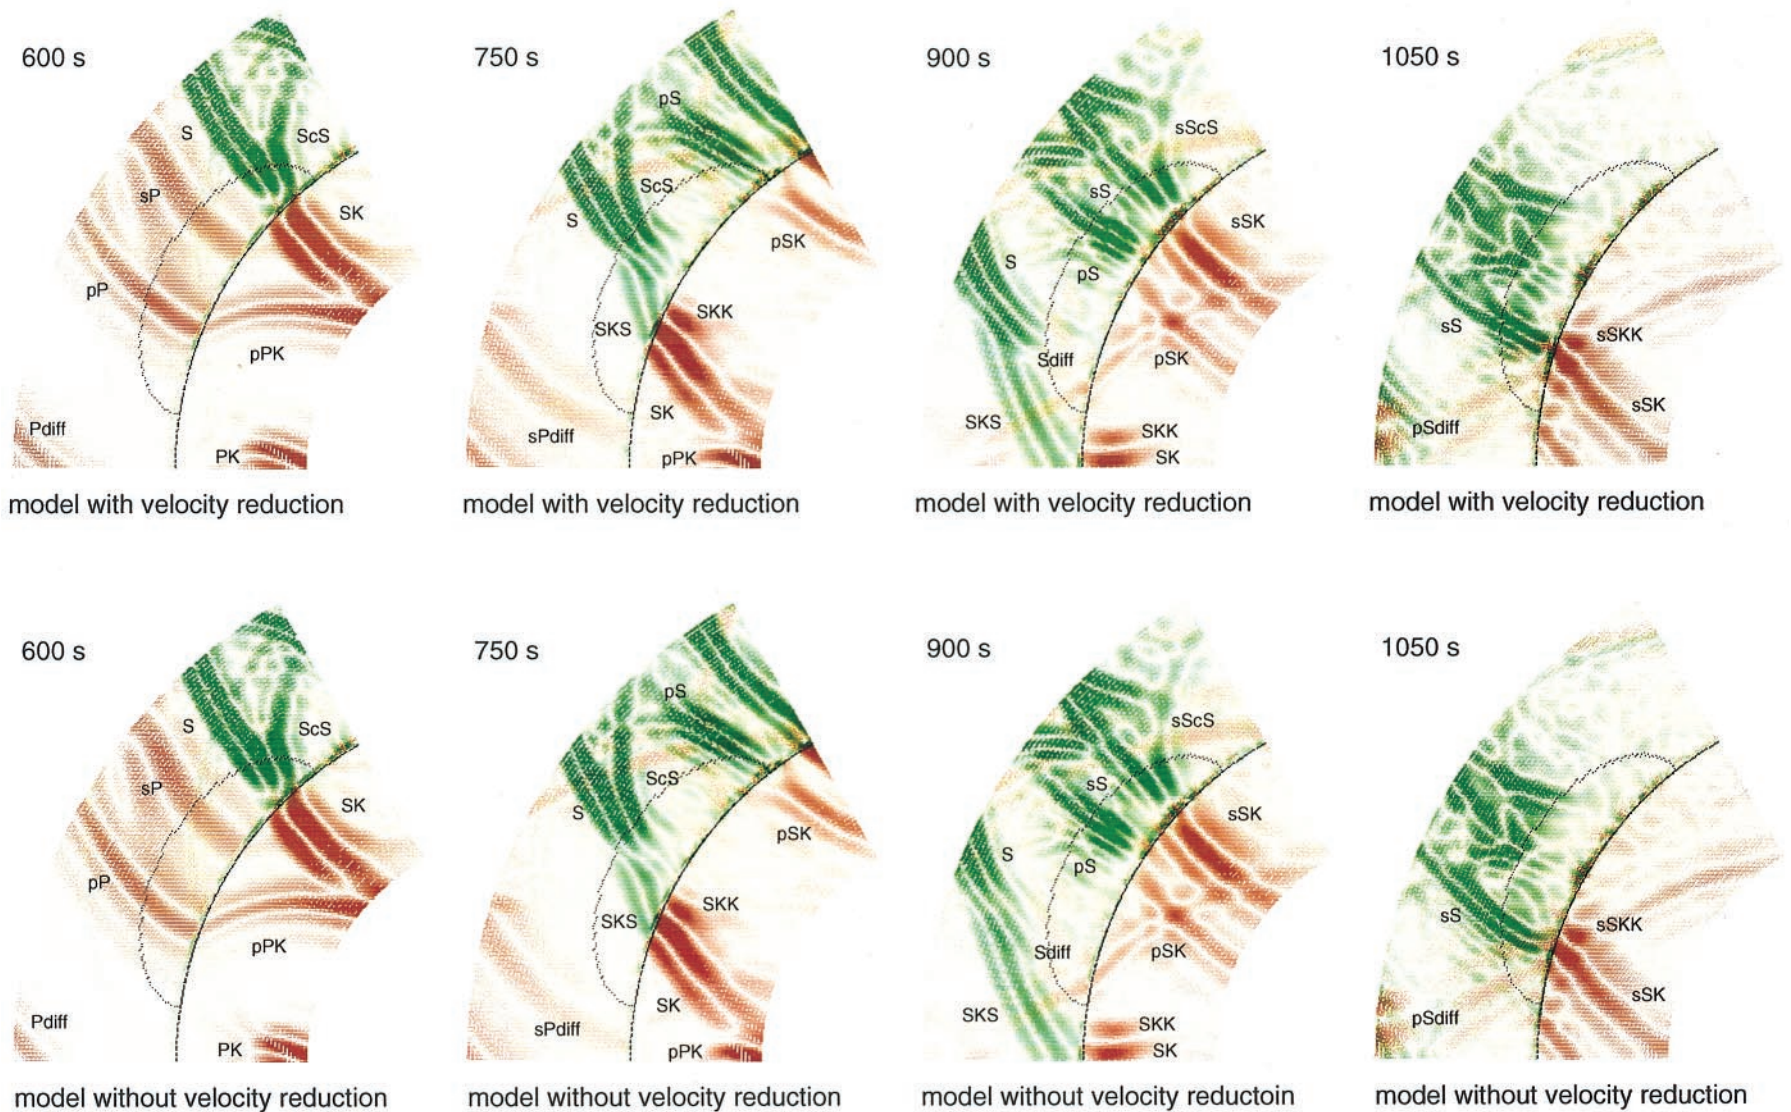 600 s
S
ScS
sP
SK
pP
pPK
Pdiff
PK
model with velocity reduction
750 s
pS
ScS
S
pSK
SKK
SKS
SK
sPdiff
pPK
model with velocity reduction
900 s
sScS
sS
sSK
S
pS
Sdiff
pSK
SKS
SKK
SK
model with velocity reduction
1050 s
sS
sSKK
sSK
pSdiff
model with velocity reduction
600 s
S
ScS
sP
SK
pP
pPK
Pdiff
PK
model without velocity reduction
750 s
pS
ScS
S
pSK
SKK
SKS
SK
sPdiff
pPK
model without velocity reduction
900 s
sScS
sS
sSK
S
pS
Sdiff
pSK
SKS
SKK
SK
model without velocity reductoin
1050 s
sS
sSKK
sSK
pSdiff
model without velocity reduction